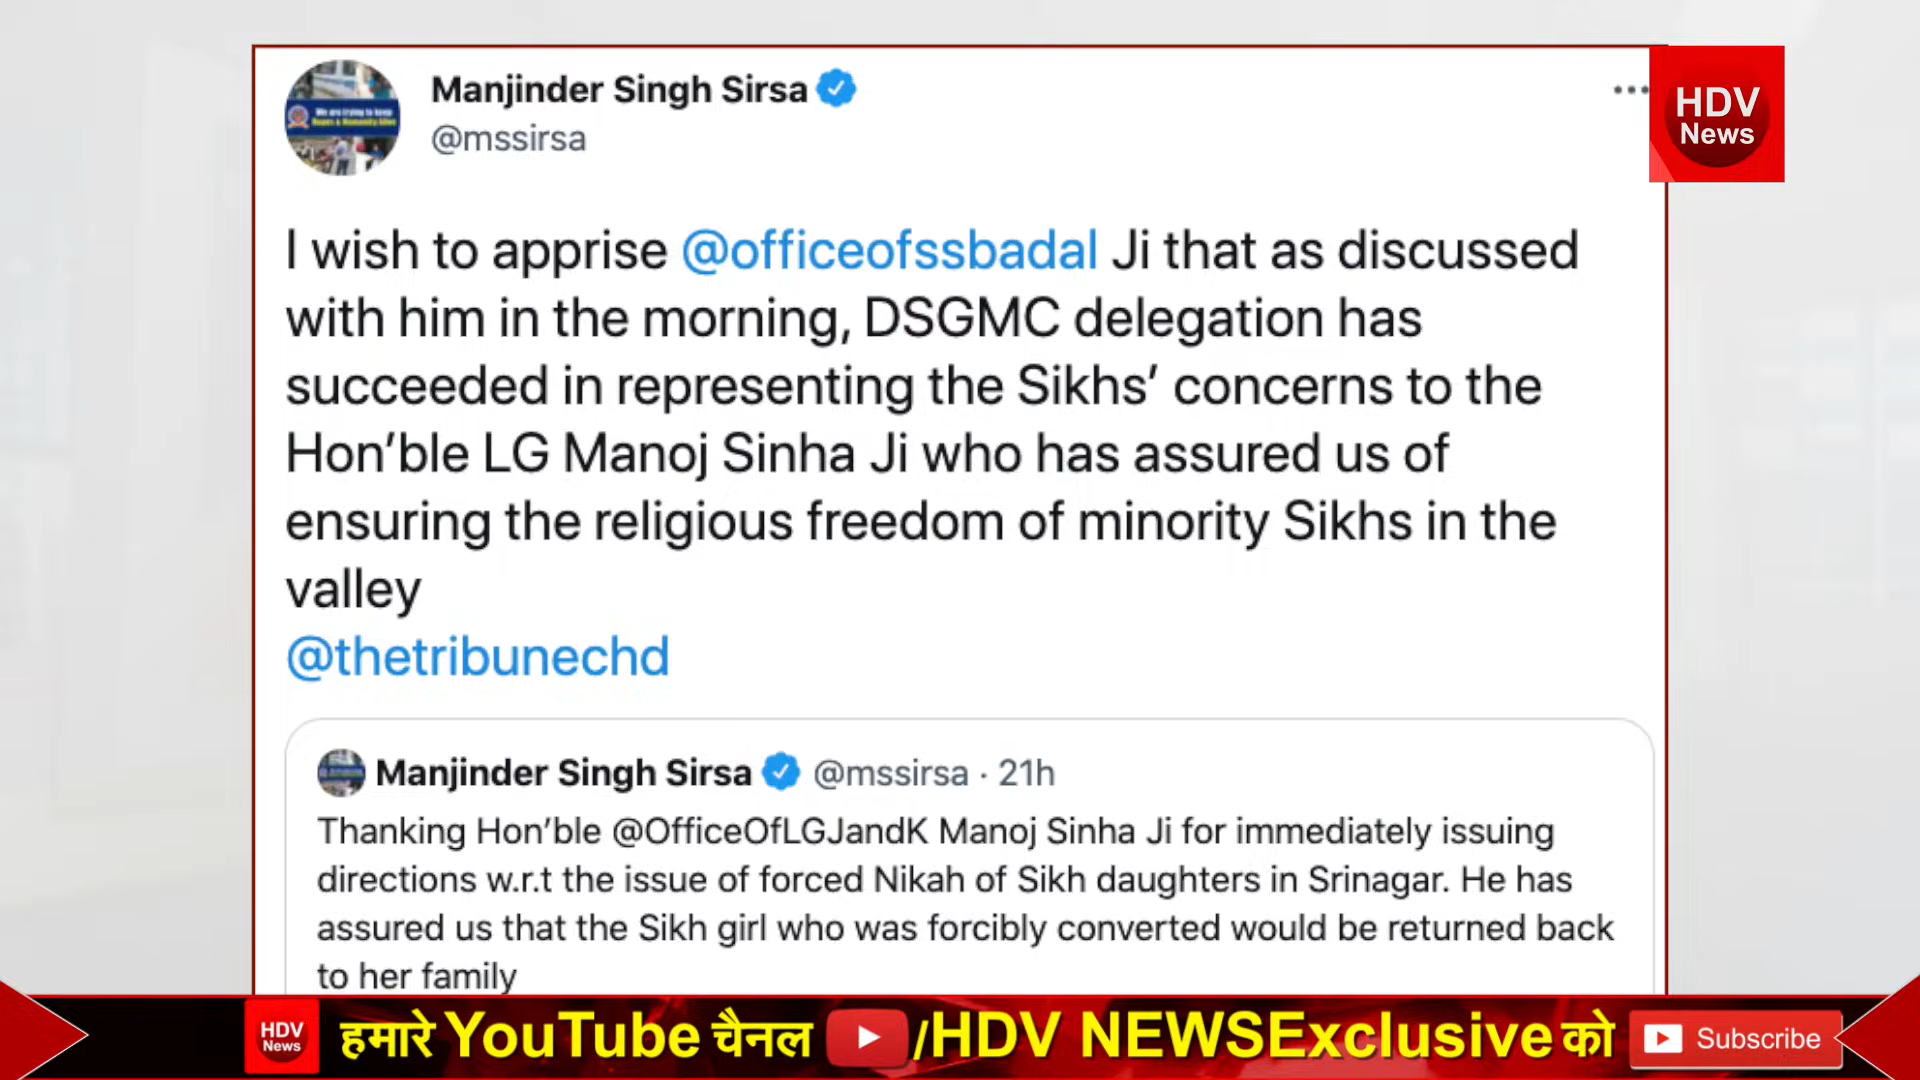 Manjinder Singh Sirsa
@mssirsa
HDV
News
I wish to apprise @officeofssbadal Ji that as discussed
with him in the morning, DSGMC delegation has
succeeded in representing the Sikhs’ concerns to the
Hon’ble LG Manoj Sinha Ji who has assured us of
ensuring the religious freedom of minority Sikhs in the
valley
@thetribunechd
Manjinder Singh Sirsa @mssirsa · 21h
Thanking Hon’ble @OfficeOfLGJandK Manoj Sinha Ji for immediately issuing
directions w.r.t the issue of forced Nikah of Sikh daughters in Srinagar. He has
assured us that the Sikh girl who was forcibly converted would be returned back
to her family
HDV
News
हमारे YouTube चैनल /HDV NEWSExclusive को Subscribe